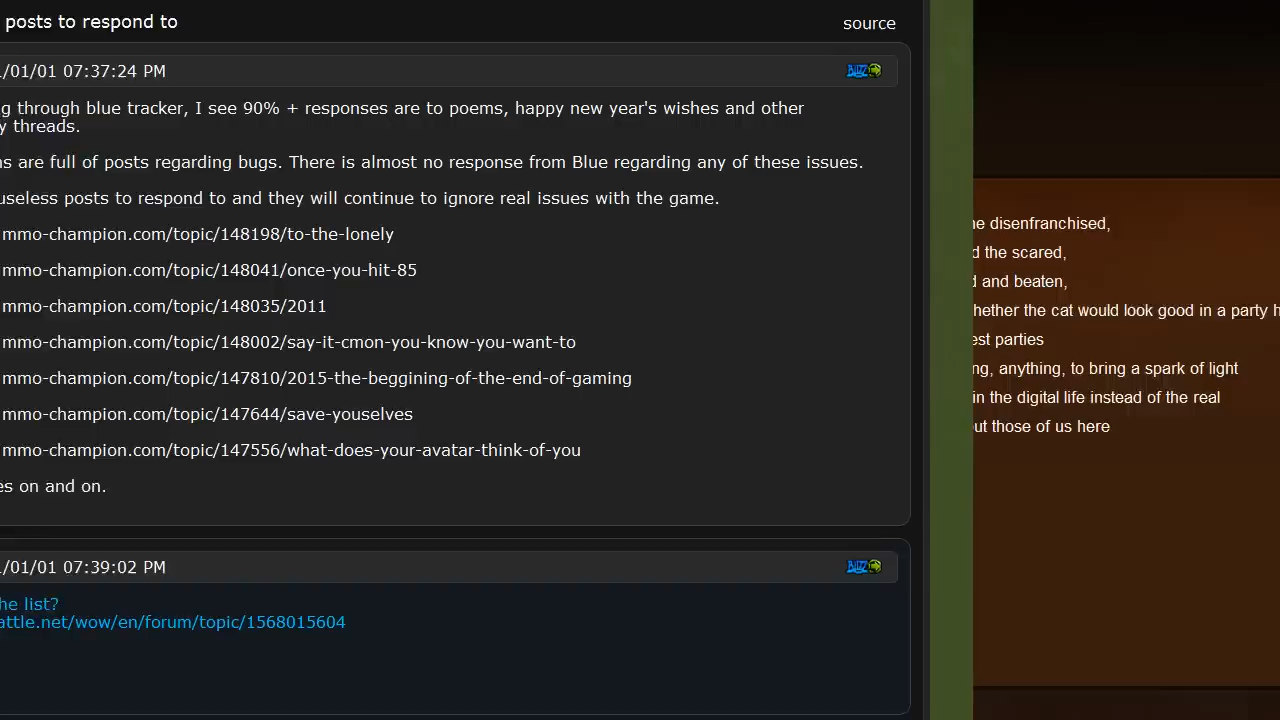 posts to respond to
source
/01/01 07:37:24 PM
g through blue tracker, I see 90% + responses are to poems, happy new year's wishes and other
y threads.
ns are full of posts regarding bugs. There is almost no response from Blue regarding any of these issues.
useless posts to respond to and they will continue to ignore real issues with the game.
mmo-champion.com/topic/148198/to-the-lonely
mmo-champion.com/topic/148041/once-you-hit-85
mmo-champion.com/topic/148035/2011
mmo-champion.com/topic/148002/say-it-cmon-you-know-you-want-to
mmo-champion.com/topic/147810/2015-the-beggining-of-the-end-of-gaming
mmo-champion.com/topic/147644/save-youselves
mmo-champion.com/topic/147556/what-does-your-avatar-think-of-you
es on and on.
/01/01 07:39:02 PM
he list?
attle.net/wow/en/forum/topic/1568015604
ne disenfranchised,
d the scared,
d and beaten,
hether the cat would look good in a party h
est parties
ng, anything, to bring a spark of light
in the digital life instead of the real
ut those of us here